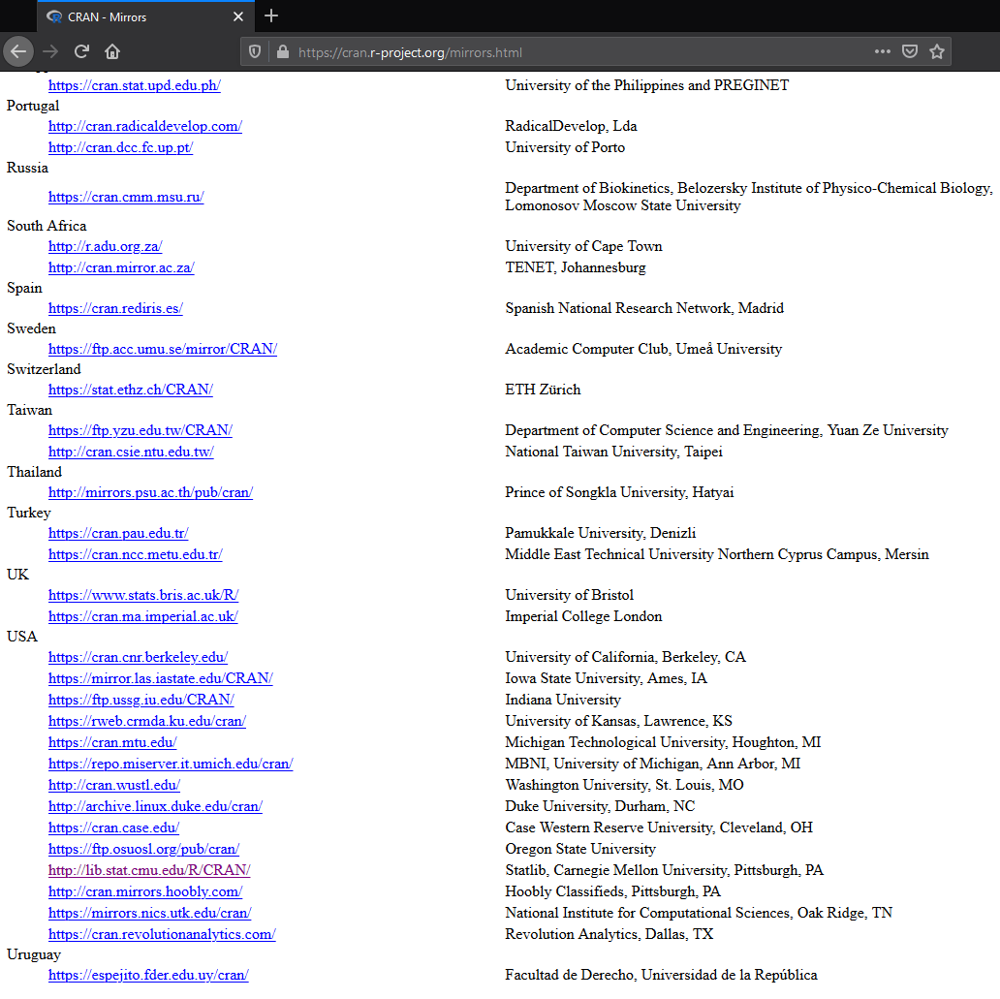 CRAN - Mirrors
https://cran.r-project.org/mirrors.html
https://cran.stat.upd.edu.ph/ University of the Philippines and PREGINET
Portugal
http://cran.radicaldevelop.com/ RadicalDevelop, Lda
http://cran.dcc.fc.up.pt/ University of Porto
Russia
https://cran.cmm.msu.ru/ Department of Biokinetics, Belozersky Institute of Physico-Chemical Biology,
Lomonosov Moscow State University
South Africa
http://r.adu.org.za/ University of Cape Town
http://cran.mirror.ac.za/ TENET, Johannesburg
Spain
https://cran.rediris.es/ Spanish National Research Network, Madrid
Sweden
https://ftp.acc.umu.se/mirror/CRAN/ Academic Computer Club, Umeå University
Switzerland
https://stat.ethz.ch/CRAN/ ETH Zürich
Taiwan
https://ftp.yzu.edu.tw/CRAN/ Department of Computer Science and Engineering, Yuan Ze University
http://cran.csie.ntu.edu.tw/ National Taiwan University, Taipei
Thailand
http://mirrors.psu.ac.th/pub/cran/ Prince of Songkla University, Hatyai
Turkey
https://cran.pau.edu.tr/ Pamukkale University, Denizli
https://cran.ncc.metu.edu.tr/ Middle East Technical University Northern Cyprus Campus, Mersin
UK
https://www.stats.bris.ac.uk/R/ University of Bristol
https://cran.ma.imperial.ac.uk/ Imperial College London
USA
https://cran.cnr.berkeley.edu/ University of California, Berkeley, CA
https://mirror.las.iastate.edu/CRAN/ Iowa State University, Ames, IA
https://ftp.ussg.iu.edu/CRAN/ Indiana University
https://rweb.crmda.ku.edu/cran/ University of Kansas, Lawrence, KS
https://cran.mtu.edu/ Michigan Technological University, Houghton, MI
https://repo.miserver.it.umich.edu/cran/ MBNI, University of Michigan, Ann Arbor, MI
http://cran.wustl.edu/ Washington University, St. Louis, MO
http://archive.linux.duke.edu/cran/ Duke University, Durham, NC
https://cran.case.edu/ Case Western Reserve University, Cleveland, OH
https://ftp.osuosl.org/pub/cran/ Oregon State University
http://lib.stat.cmu.edu/R/CRAN/ Statlib, Carnegie Mellon University, Pittsburgh, PA
http://cran.mirrors.hoobly.com/ Hoobly Classifieds, Pittsburgh, PA
https://mirrors.nics.utk.edu/cran/ National Institute for Computational Sciences, Oak Ridge, TN
https://cran.revolutionanalytics.com/ Revolution Analytics, Dallas, TX
Uruguay
https://espejito.fder.edu.uy/cran/ Facultad de Derecho, Universidad de la República